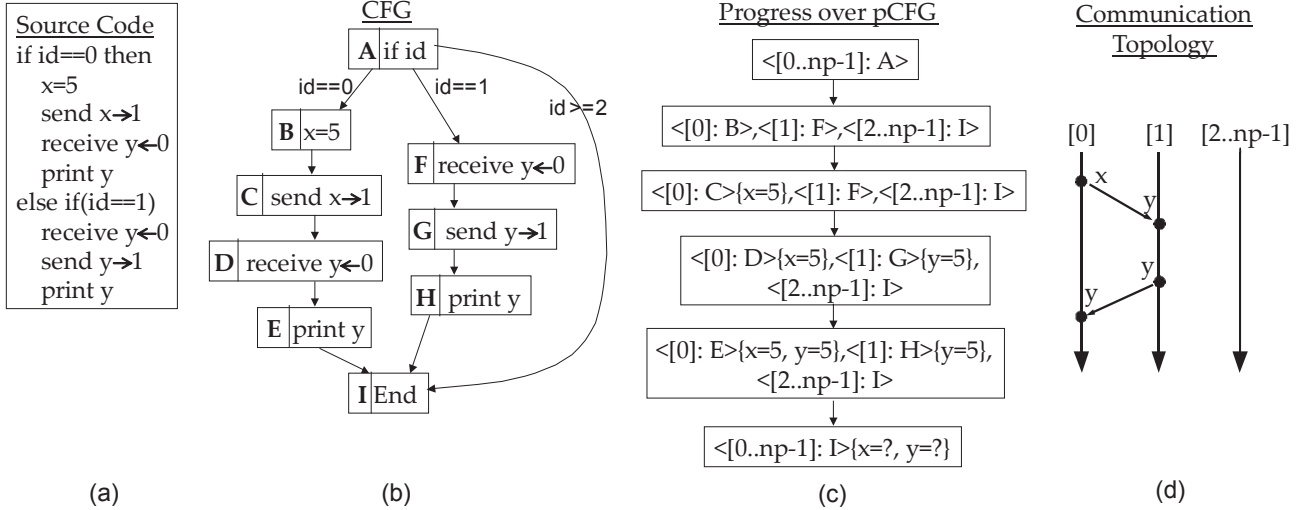 Source Code
if id==0 then
x=5
send x→1
receive y←0
print y
else if(id==1)
receive y←0
send y→1
print y
(a)
CFG
A if id
id==0
id==1
id>=2
B x=5
F receive y←0
C send x→1
G send y→1
D receive y←0
H print y
E print y
I End
(b)
Progress over pCFG
<[0..np-1]: A>
<[0]: B>,<[1]: F>,<[2..np-1]: I>
<[0]: C>{x=5},<[1]: F>,<[2..np-1]: I>
<[0]: D>{x=5},<[1]: G>{y=5},
<[2..np-1]: I>
<[0]: E>{x=5, y=5},<[1]: H>{y=5},
<[2..np-1]: I>
<[0..np-1]: I>{x=?, y=?}
(c)
Communication
Topology
[0] [1] [2..np-1]
x
y
y
y
(d)